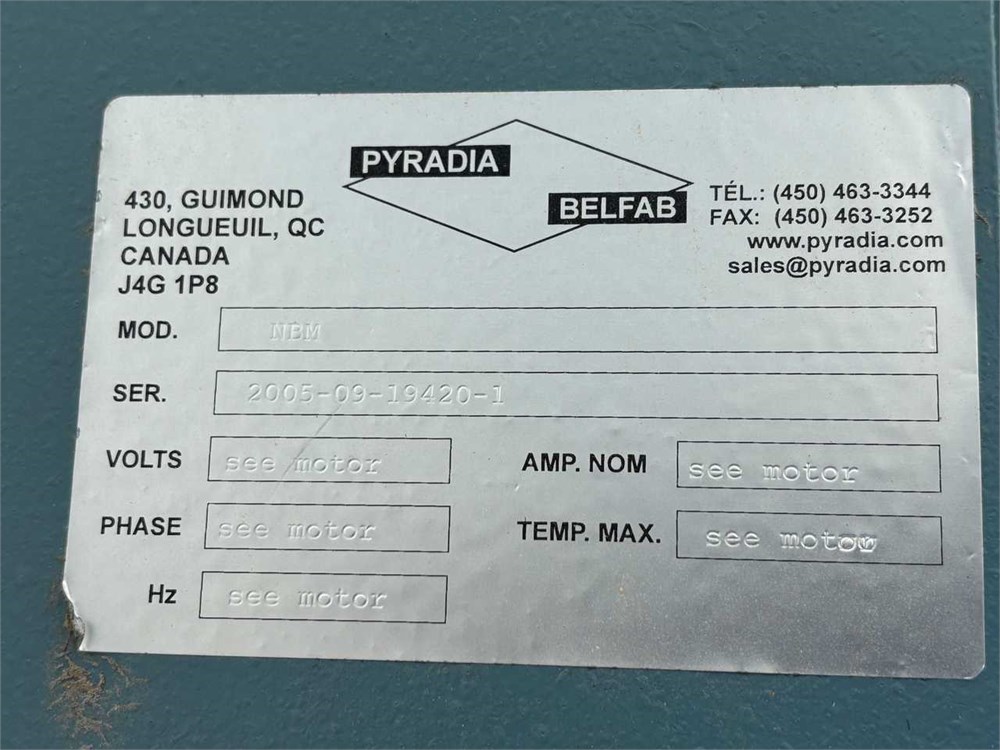 PYRADIA
BELFAB
430, GUIMOND
LONGUEUIL, QC
CANADA
J4G 1P8
TÉL.: (450) 463-3344
FAX: (450) 463-3252
www.pyradia.com
sales@pyradia.com
MOD. NBM
SER. 2005-09-19420-1
VOLTS see motor
AMP. NOM see motor
PHASE see motor
TEMP. MAX. see motor
Hz see motor